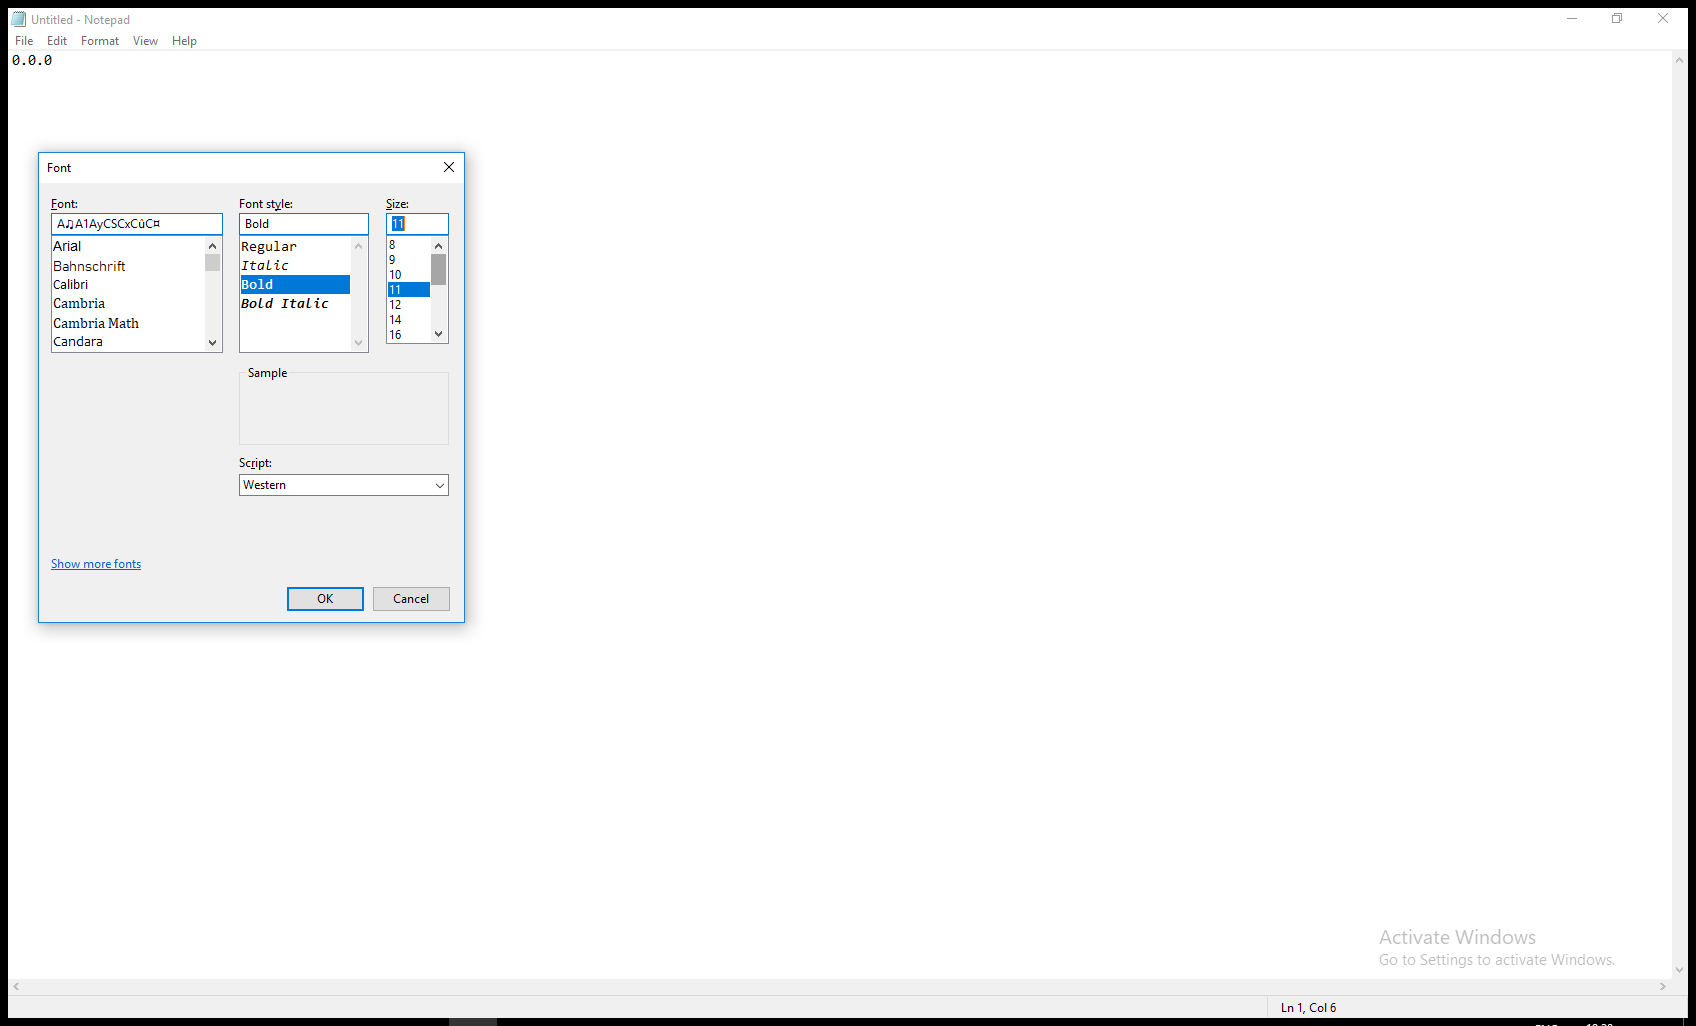 Untitled - Notepad
File Edit Format View Help
0.0.0
Font
Font: Font style: Size:
A♫A1AyCSCxCûC¤ Bold 11
Arial
Bahnschrift
Calibri
Cambria
Cambria Math
Candara
Regular
Italic
Bold
Bold Italic
8
9
10
11
12
14
16
Sample
Script:
Western
Show more fonts
OK Cancel
Activate Windows
Go to Settings to activate Windows.
Ln 1, Col 6